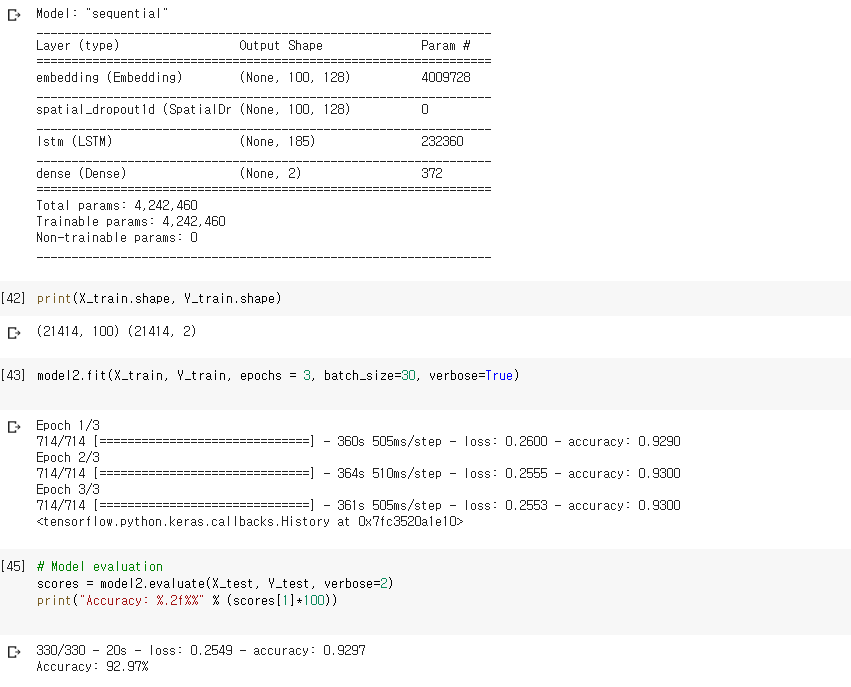 Model: "sequential"
_________________________________________________________________
Layer (type)                 Output Shape              Param #
=================================================================
embedding (Embedding)        (None, 100, 128)          4009728
_________________________________________________________________
spatial_dropout1d (SpatialDr (None, 100, 128)          0
_________________________________________________________________
lstm (LSTM)                  (None, 185)               232360
_________________________________________________________________
dense (Dense)                (None, 2)                 372
=================================================================
Total params: 4,242,460
Trainable params: 4,242,460
Non-trainable params: 0
_________________________________________________________________
[42] print(X_train.shape, Y_train.shape)
(21414, 100) (21414, 2)
[43] model2.fit(X_train, Y_train, epochs = 3, batch_size=30, verbose=True)
Epoch 1/3
714/714 [==============================] - 360s 505ms/step - loss: 0.2600 - accuracy: 0.9290
Epoch 2/3
714/714 [==============================] - 364s 510ms/step - loss: 0.2555 - accuracy: 0.9300
Epoch 3/3
714/714 [==============================] - 361s 505ms/step - loss: 0.2553 - accuracy: 0.9300
<tensorflow.python.keras.callbacks.History at 0x7fc3520a1e10>
[45] # Model evaluation
scores = model2.evaluate(X_test, Y_test, verbose=2)
print("Accuracy: %.2f%%" % (scores[1]*100))
330/330 - 20s - loss: 0.2549 - accuracy: 0.9297
Accuracy: 92.97%